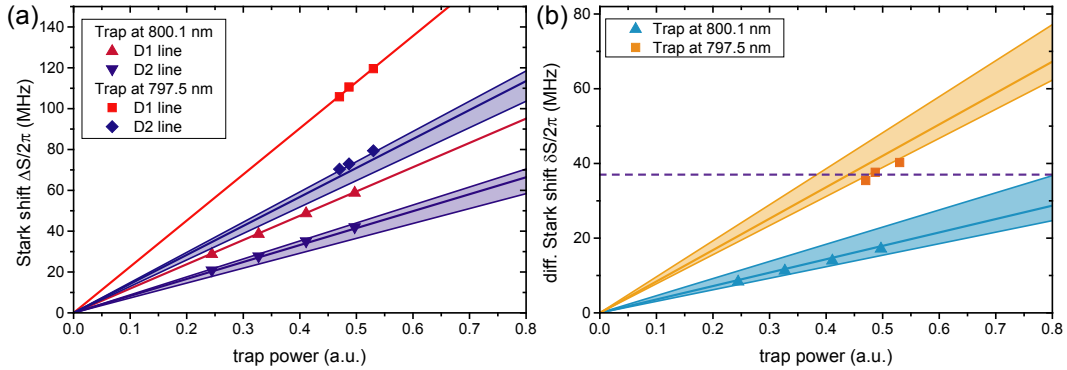 (a)
Stark shift ΔS/2π (MHz)
140
120
100
80
60
40
20
0
Trap at 800.1 nm
D1 line
D2 line
Trap at 797.5 nm
D1 line
D2 line
0.0 0.1 0.2 0.3 0.4 0.5 0.6 0.7 0.8
trap power (a.u.)
(b)
diff. Stark shift δS/2π (MHz)
80
60
40
20
0
Trap at 800.1 nm
Trap at 797.5 nm
0.0 0.1 0.2 0.3 0.4 0.5 0.6 0.7 0.8
trap power (a.u.)